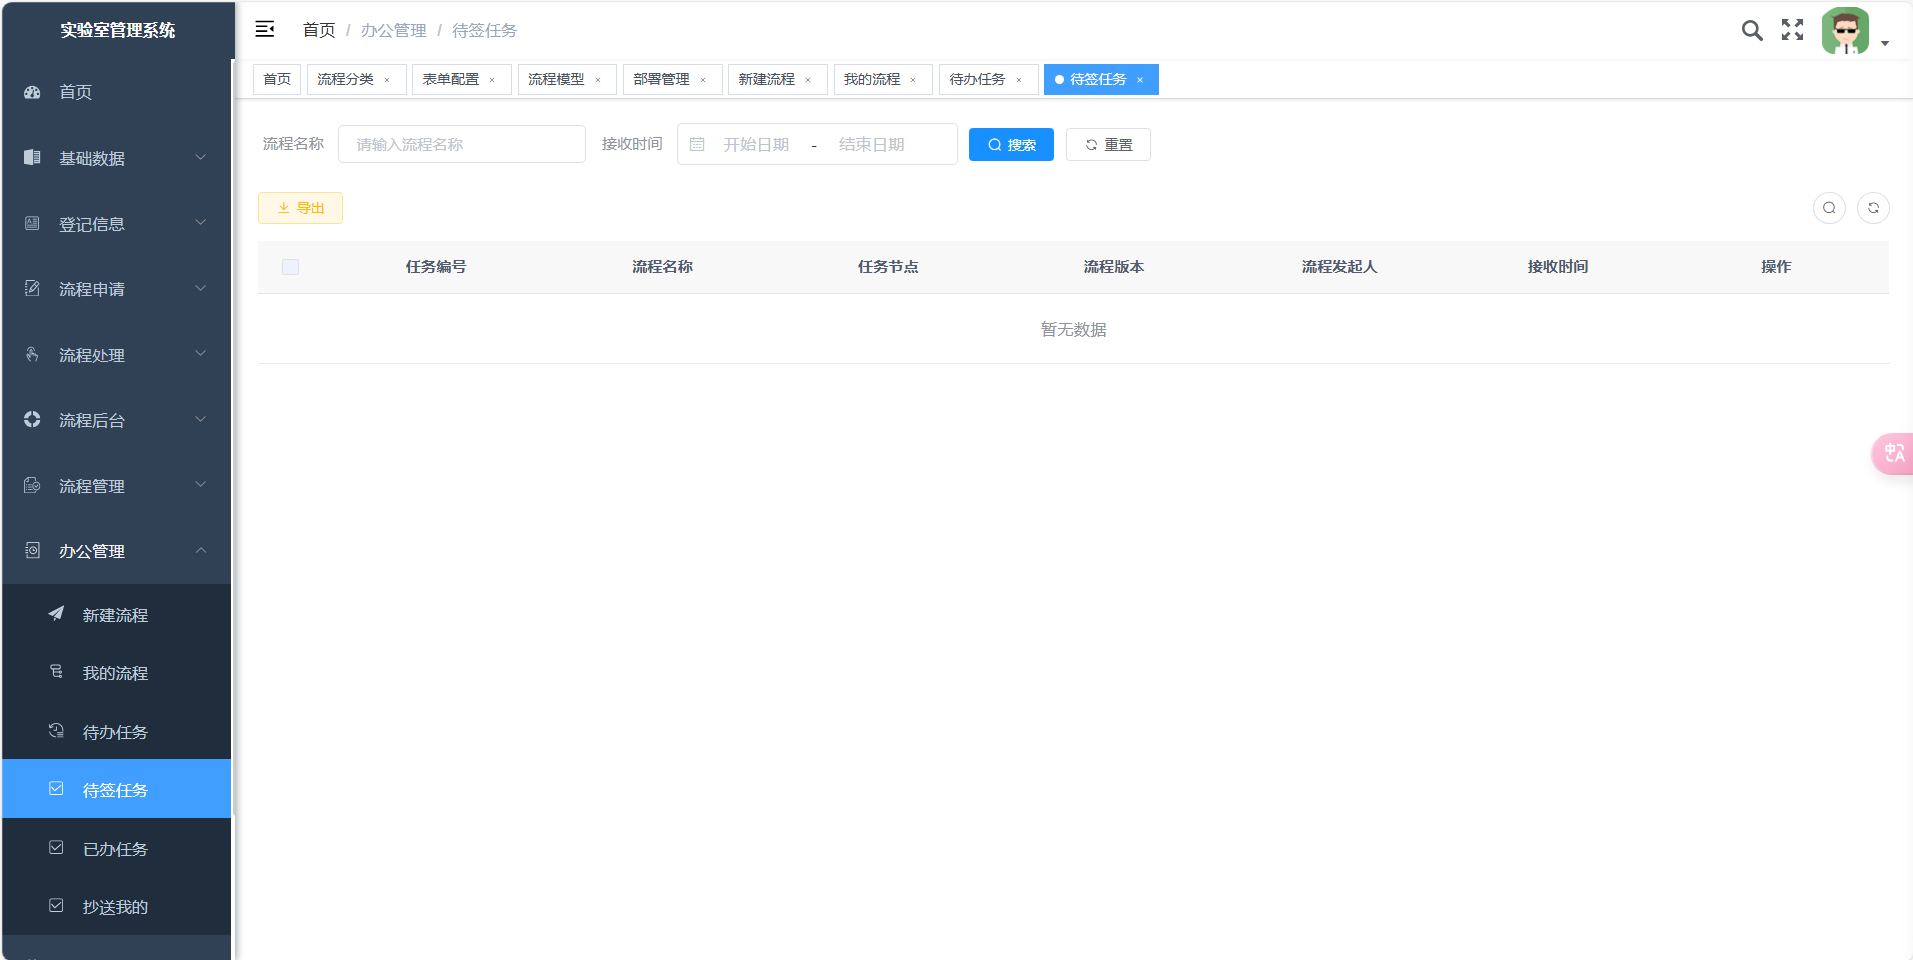 实验室管理系统
首页 / 办公管理 / 待签任务
首页
流程分类 ×
表单配置 ×
流程模型 ×
部署管理 ×
新建流程 ×
我的流程 ×
待办任务 ×
待签任务 ×
首页
基础数据
登记信息
流程申请
流程处理
流程后台
流程管理
办公管理
新建流程
我的流程
待办任务
待签任务
已办任务
抄送我的
流程名称 请输入流程名称 接收时间 开始日期 - 结束日期 搜索 重置
导出
任务编号 流程名称 任务节点 流程版本 流程发起人 接收时间 操作
暂无数据
中A